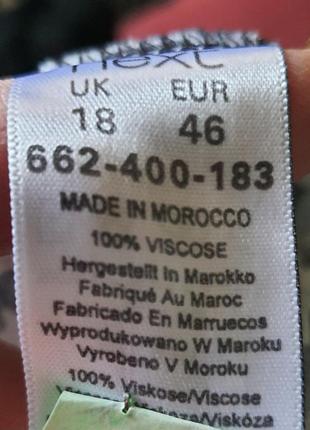 next
UK EUR
18 46
662-400-183
MADE IN MOROCCO
100% VISCOSE
Hergestellt In Marokko
Fabriqué Au Maroc
Fabricado En Marruecos
Wyprodukowano W Maroku
Vyrobeno V Moroku
100% Viskose/Viscose